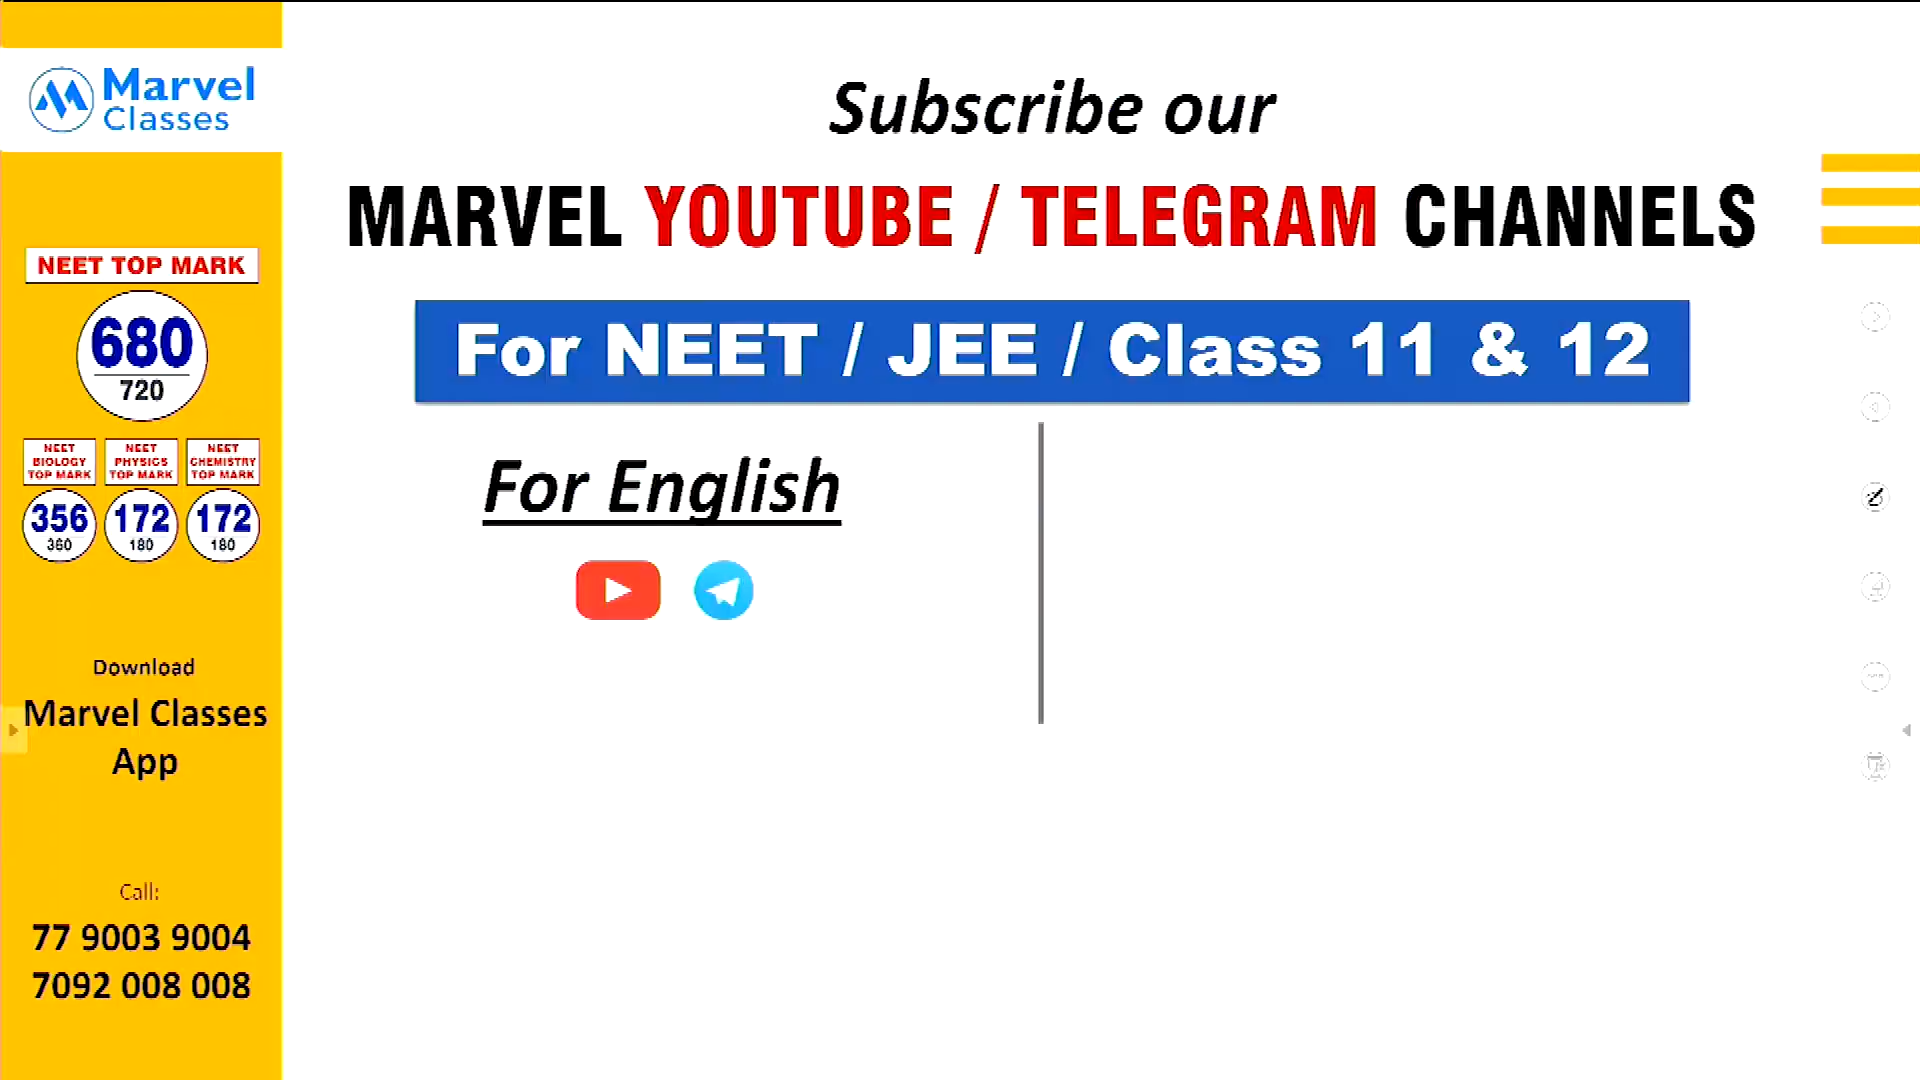 Marvel
Classes
NEET TOP MARK
680
720
NEET
BIOLOGY
TOP MARK
356
360
NEET
PHYSICS
TOP MARK
172
180
NEET
CHEMISTRY
TOP MARK
172
180
Download
Marvel Classes
App
Call:
77 9003 9004
7092 008 008
Subscribe our
MARVEL YOUTUBE / TELEGRAM CHANNELS
For NEET / JEE / Class 11 & 12
For English